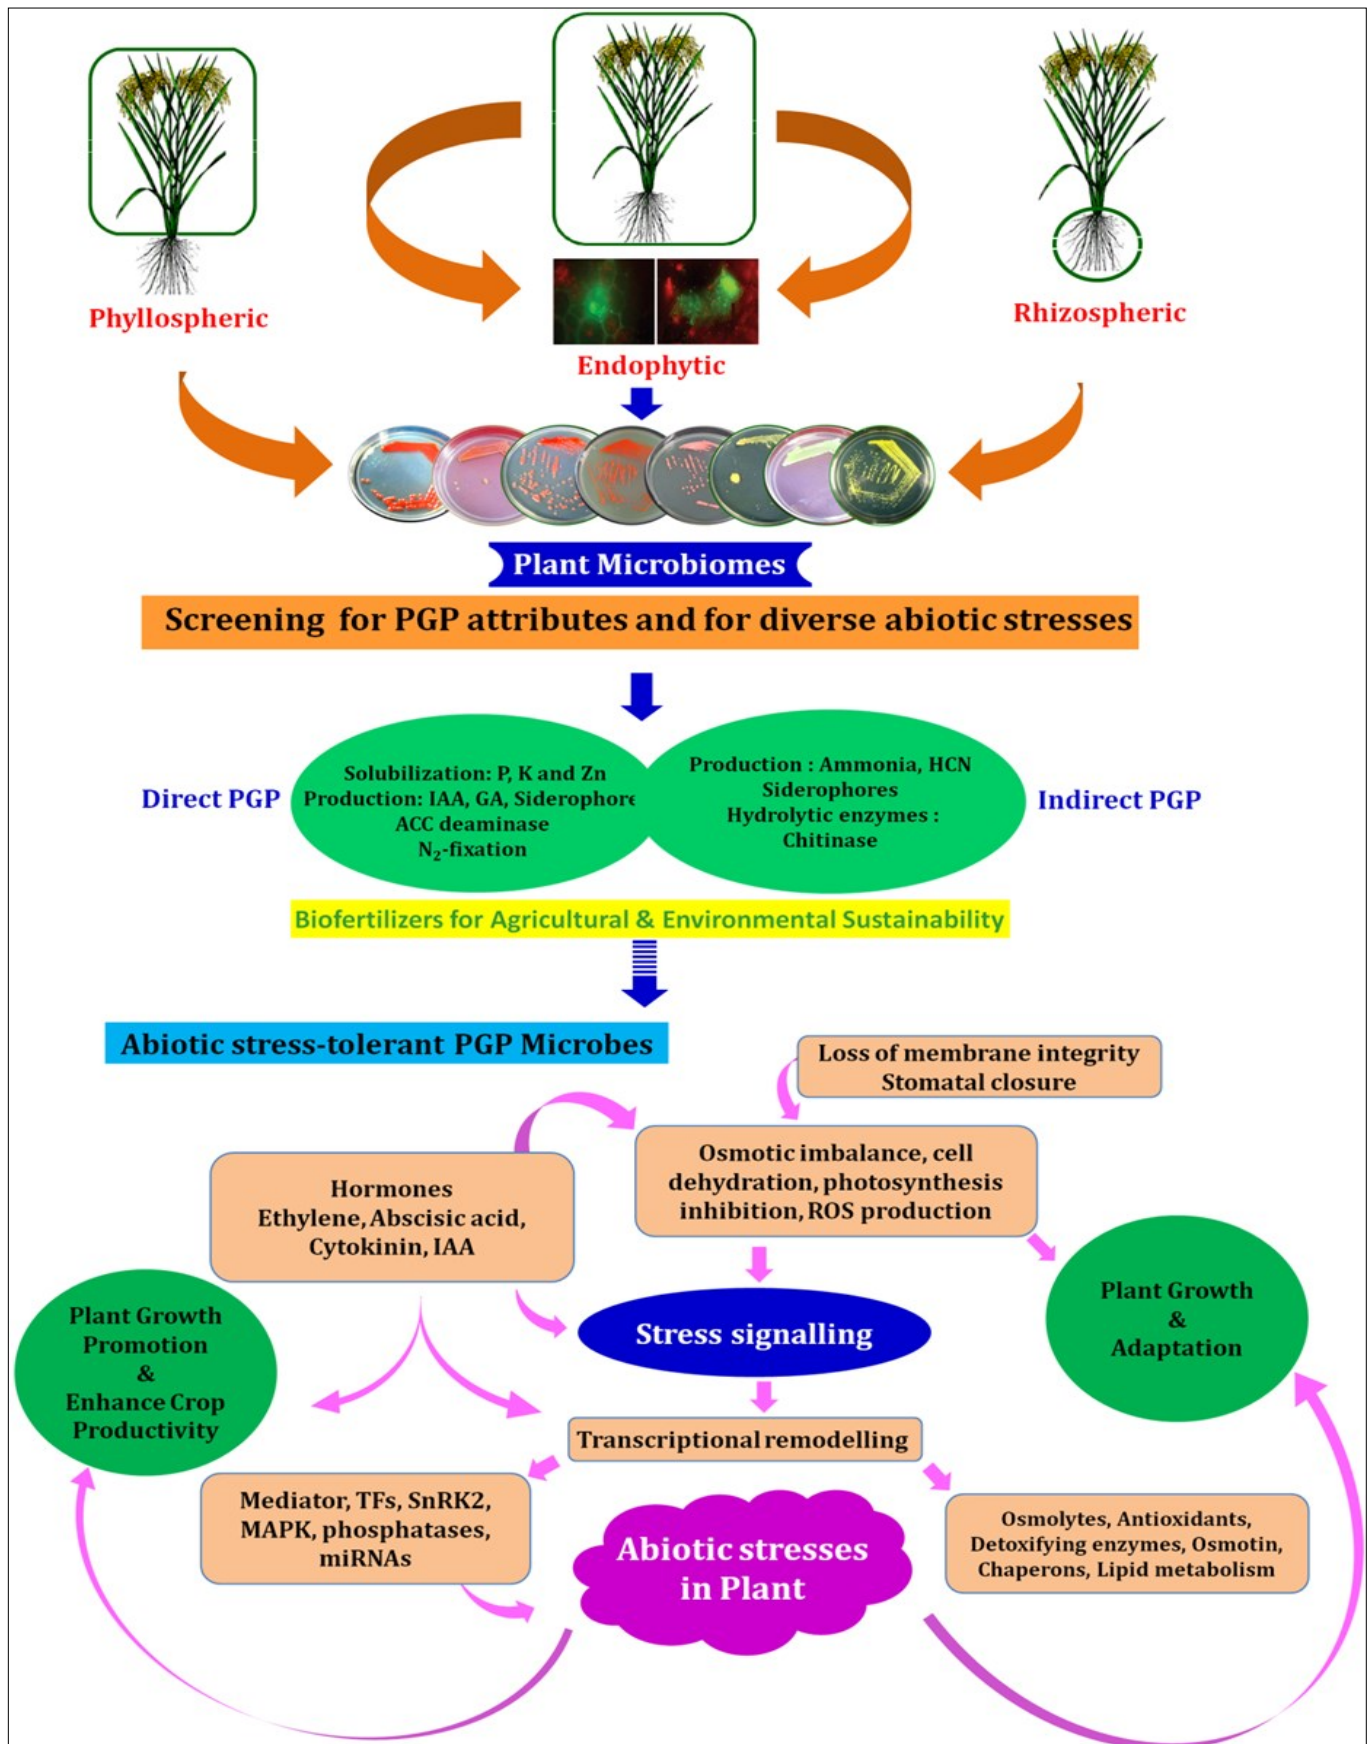 Phyllospheric
Endophytic
Rhizospheric
Plant Microbiomes
Screening for PGP attributes and for diverse abiotic stresses
Direct PGP
Solubilization: P, K and Zn
Production: IAA, GA, Siderophore
ACC deaminase
N₂-fixation
Production : Ammonia, HCN
Siderophores
Hydrolytic enzymes :
Chitinase
Indirect PGP
Biofertilizers for Agricultural & Environmental Sustainability
Abiotic stress-tolerant PGP Microbes
Loss of membrane integrity
Stomatal closure
Hormones
Ethylene, Abscisic acid,
Cytokinin, IAA
Osmotic imbalance, cell
dehydration, photosynthesis
inhibition, ROS production
Plant Growth
Promotion
&
Enhance Crop
Productivity
Stress signalling
Plant Growth
&
Adaptation
Transcriptional remodelling
Mediator, TFs, SnRK2,
MAPK, phosphatases,
miRNAs
Abiotic stresses
in Plant
Osmolytes, Antioxidants,
Detoxifying enzymes, Osmotin,
Chaperons, Lipid metabolism